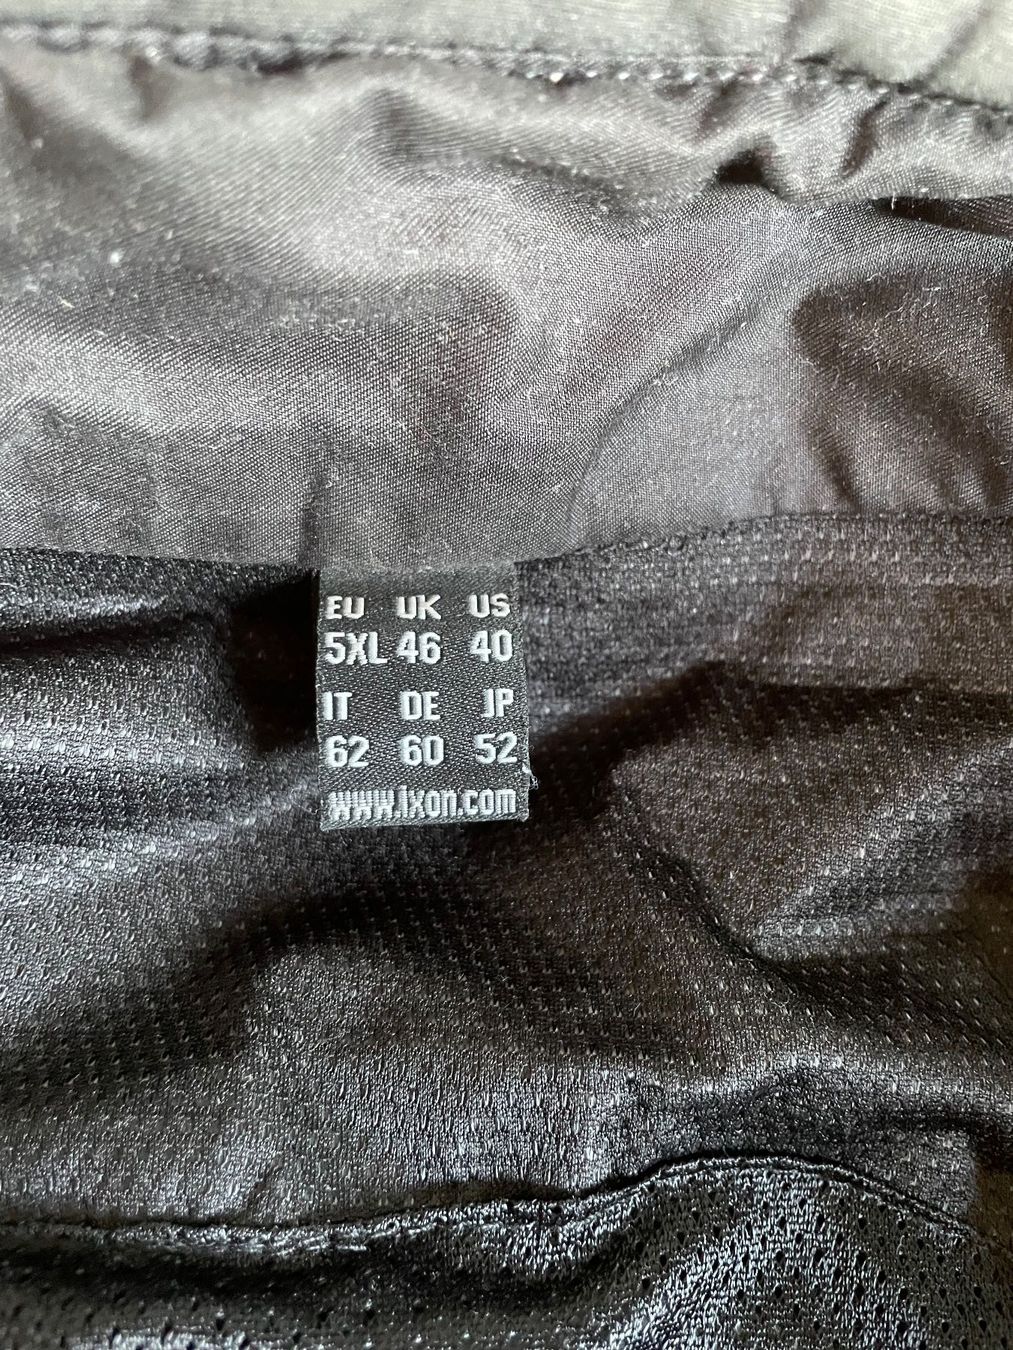 EU UK US
5XL 46 40
IT DE JP
62 60 52
www.ixon.com